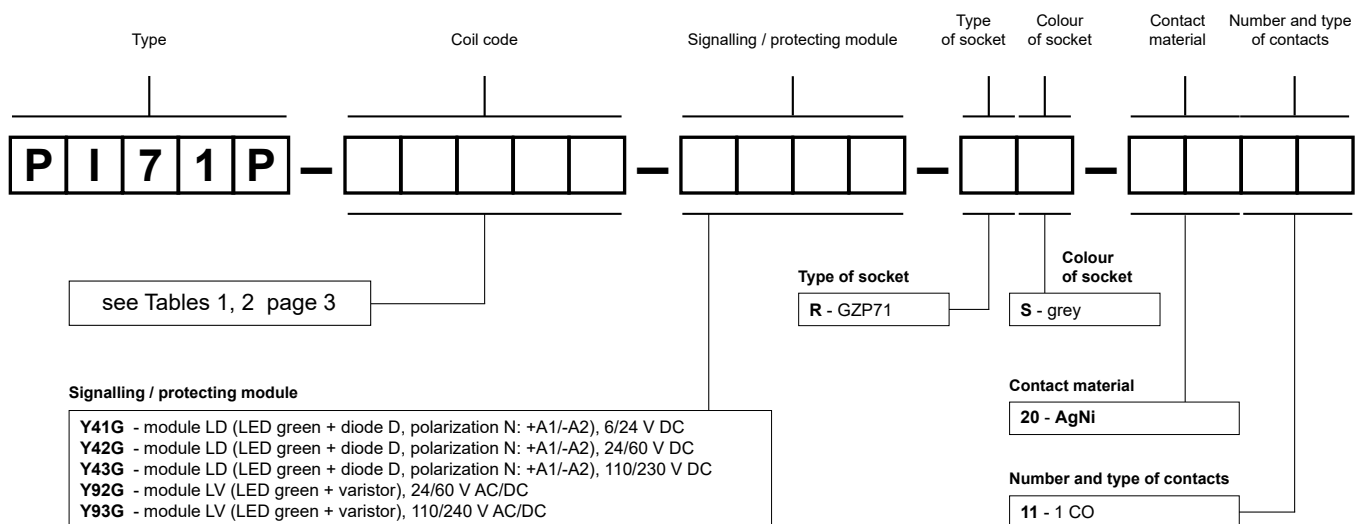 Type
Coil code
Signalling / protecting module
Type
of socket
Colour
of socket
Contact
material
Number and type
of contacts
P I 7 1 P – – – –
see Tables 1, 2 page 3
Type of socket
R - GZP71
Colour
of socket
S - grey
Signalling / protecting module
Y41G - module LD (LED green + diode D, polarization N: +A1/-A2), 6/24 V DC
Y42G - module LD (LED green + diode D, polarization N: +A1/-A2), 24/60 V DC
Y43G - module LD (LED green + diode D, polarization N: +A1/-A2), 110/230 V DC
Y92G - module LV (LED green + varistor), 24/60 V AC/DC
Y93G - module LV (LED green + varistor), 110/240 V AC/DC
Contact material
20 - AgNi
Number and type of contacts
11 - 1 CO